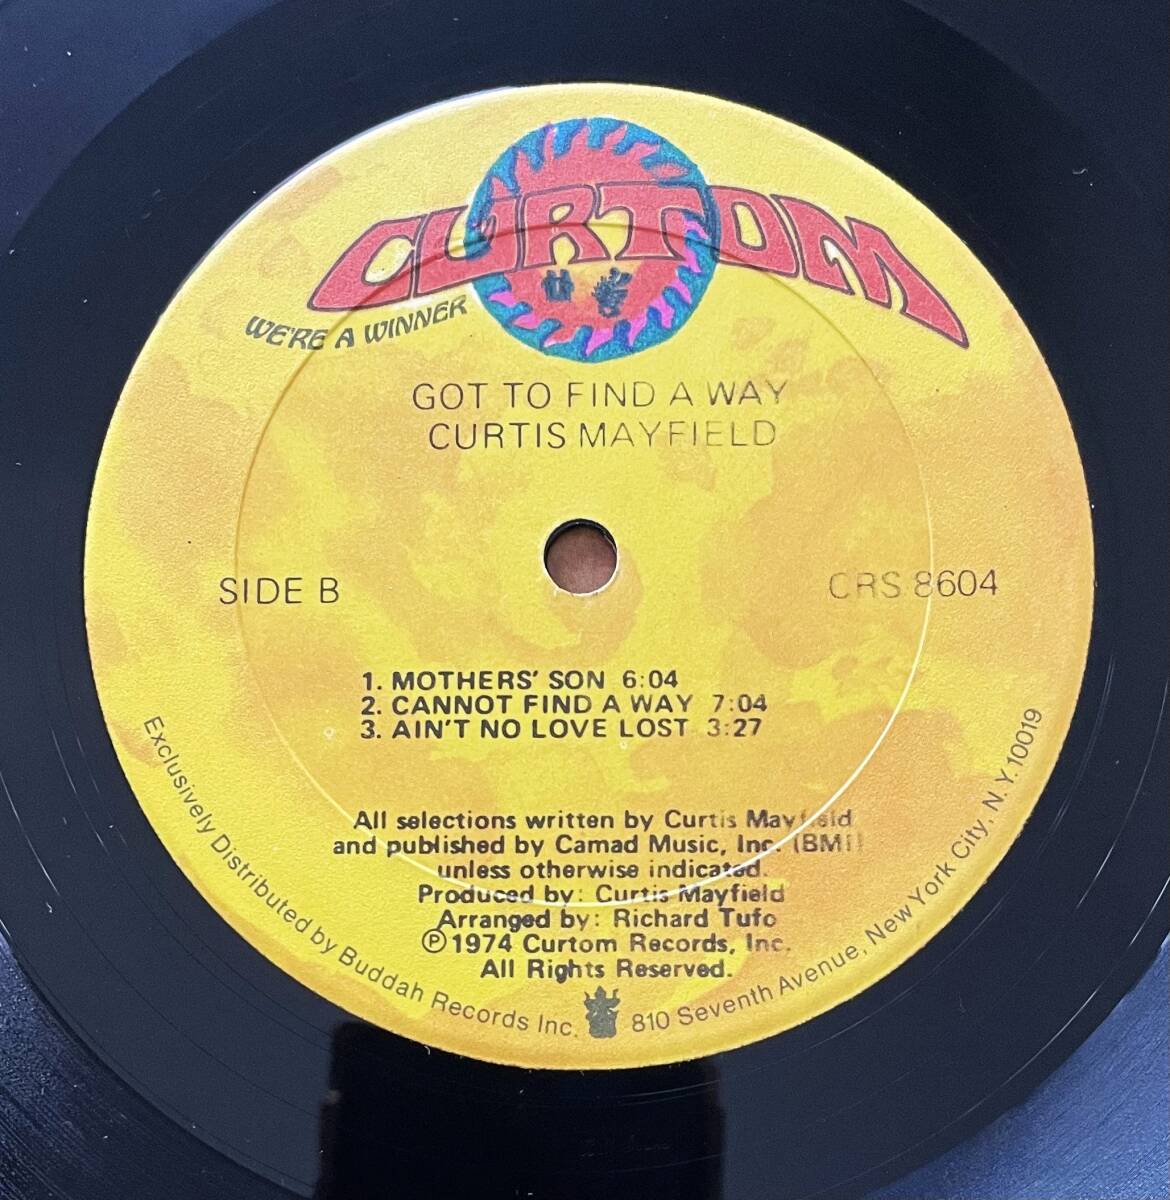 CURTOM
WE'RE A WINNER
GOT TO FIND A WAY
CURTIS MAYFIELD
SIDE B
CRS 8604
1. MOTHERS' SON 6:04
2. CANNOT FIND A WAY 7:04
3. AIN'T NO LOVE LOST 3:27
All selections written by Curtis Mayfield
and published by Camad Music, Inc. (BMI)
unless otherwise indicated.
Produced by: Curtis Mayfield
Arranged by: Richard Tufo
℗ 1974 Curtom Records, Inc.
All Rights Reserved.
Exclusively Distributed by Buddah Records Inc. 810 Seventh Avenue, New York City, N.Y. 10019